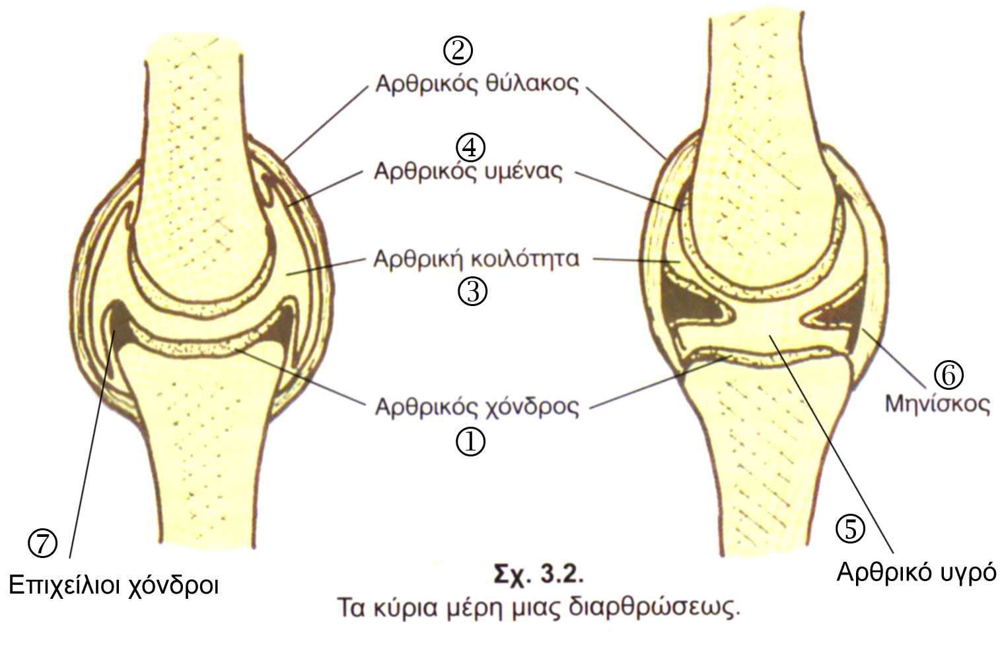 ②
Αρθρικός θύλακος
④
Αρθρικός υμένας
Αρθρική κοιλότητα
③
⑥
Μηνίσκος
Αρθρικός χόνδρος
①
⑦
Επιχείλιοι χόνδροι
⑤
Αρθρικό υγρό
Σχ. 3.2.
Τα κύρια μέρη μιας διαρθρώσεως.